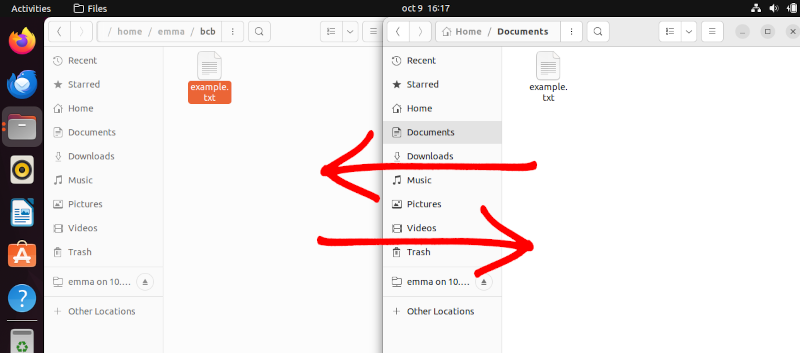 Activities Files oct 9 16:17
/ home / emma / bcb
Home / Documents
Recent
Starred
Home
Documents
Downloads
Music
Pictures
Videos
Trash
emma on 10....
+ Other Locations
example.
txt
Recent
Starred
Home
Documents
Downloads
Music
Pictures
Videos
Trash
emma on 10....
+ Other Locations
example.
txt